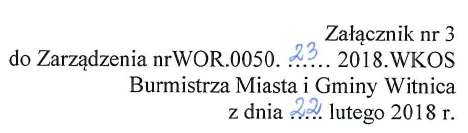 Załącznik nr 3
do Zarządzenia nrWOR.0050. 23 2018.WKOS
Burmistrza Miasta i Gminy Witnica
z dnia 22 lutego 2018 r.